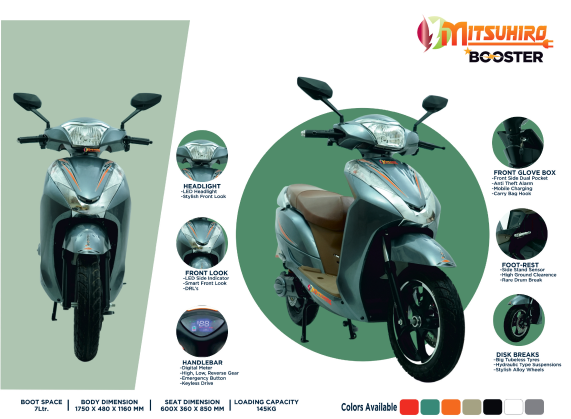 MITSUHIRO
BOOSTER
HEADLIGHT
-LED Headlight
-Stylish Front Look
FRONT LOOK
-LED Side Indicator
-Smart Front Look
-DRL's
HANDLEBAR
-Digital Meter
-High, Low, Reverse Gear
-Emergency Button
-Keyless Drive
FRONT GLOVE BOX
-Front Side Dual Pocket
-Anti Theft Alarm
-Mobile Charging
-Carry Bag Hook
FOOT-REST
-Side Stand Sensor
-High Ground Clearence
-Rare Drum Break
DISK BREAKS
-Big Tubeless Tyres
-Hydraulic Type Suspensions
-Stylish Alloy Wheels
BOOT SPACE
7Ltr.
BODY DIMENSION
1750 X 480 X 1160 MM
SEAT DIMENSION
600X 360 X 850 MM
LOADING CAPACITY
145KG
Colors Available